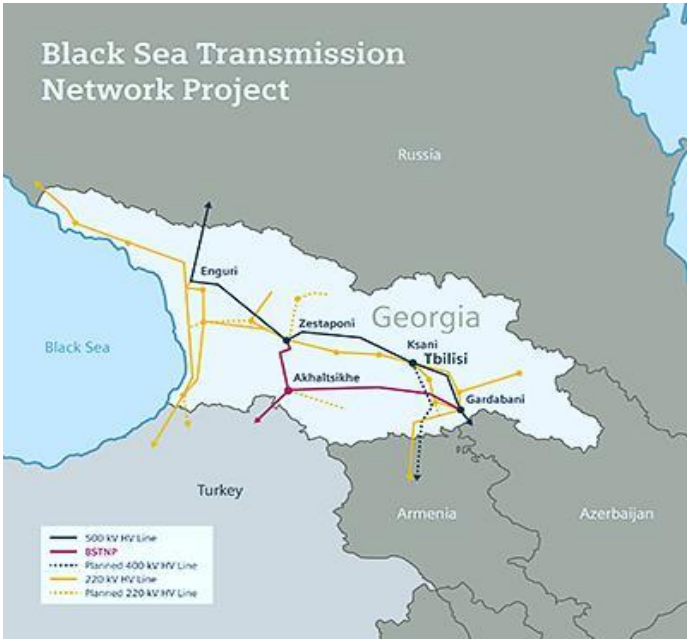 Black Sea Transmission
Network Project
Russia
Enguri
Zestaponi
Georgia
Ksani
Tbilisi
Black Sea
Akhaltsikhe
Gardabani
Turkey
Armenia
Azerbaijan
500 kV HV Line
BSTNP
Planned 400 kV HV Line
220 kV HV Line
Planned 220 kV HV Line